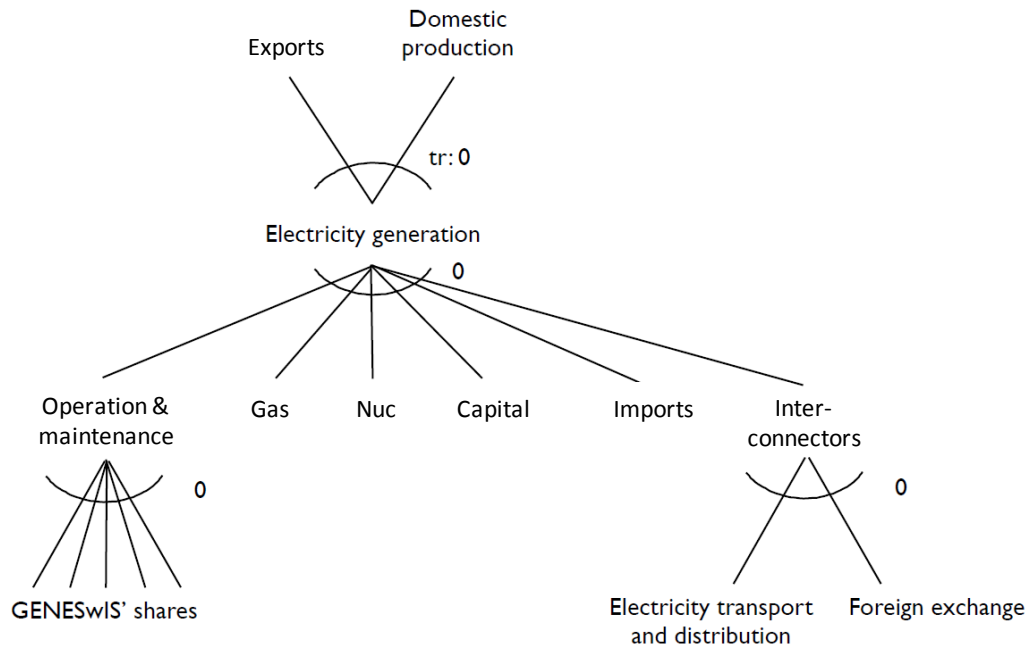 Domestic
Exports production
tr: 0
Electricity generation
0
Operation & Gas Nuc Capital Imports Inter-
maintenance connectors
0 0
GENESwIS' shares Electricity transport Foreign exchange
and distribution